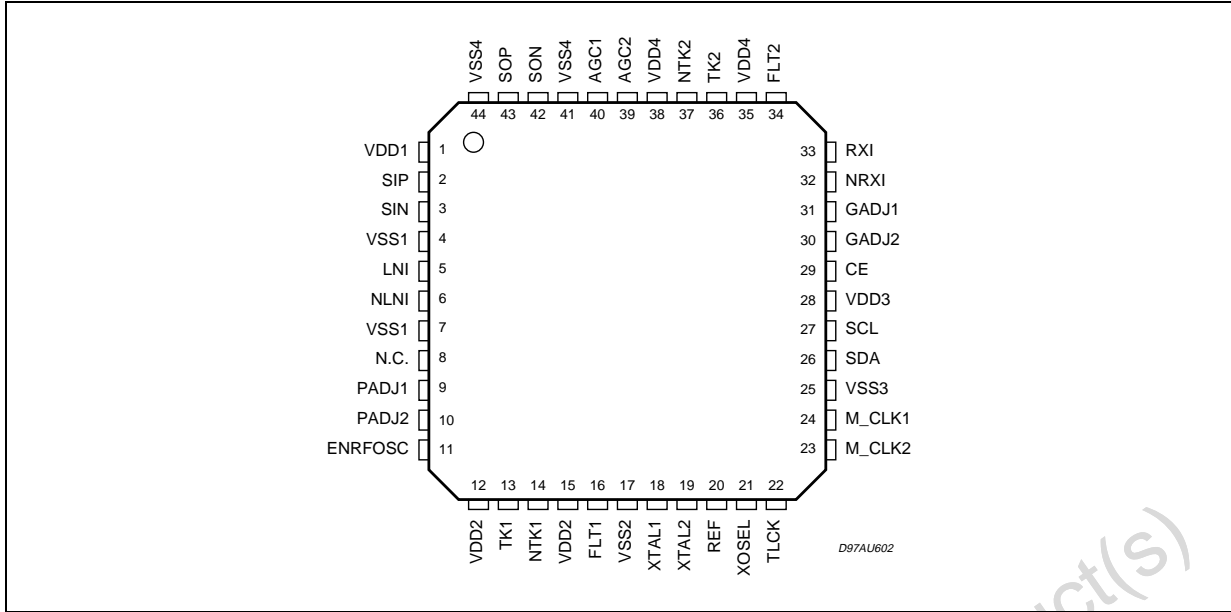 VSS4 SOP SON VSS4 AGC1 AGC2 VDD4 NTK2 TK2 VDD4 FLT2
44 43 42 41 40 39 38 37 36 35 34
VDD1 1 33 RXI
SIP 2 32 NRXI
SIN 3 31 GADJ1
VSS1 4 30 GADJ2
LNI 5 29 CE
NLNI 6 28 VDD3
VSS1 7 27 SCL
N.C. 8 26 SDA
PADJ1 9 25 VSS3
PADJ2 10 24 M_CLK1
ENRFOSC 11 23 M_CLK2
12 13 14 15 16 17 18 19 20 21 22
VDD2 TK1 NTK1 VDD2 FLT1 VSS2 XTAL1 XTAL2 REF XOSEL TLCK
D97AU602
uct(s)